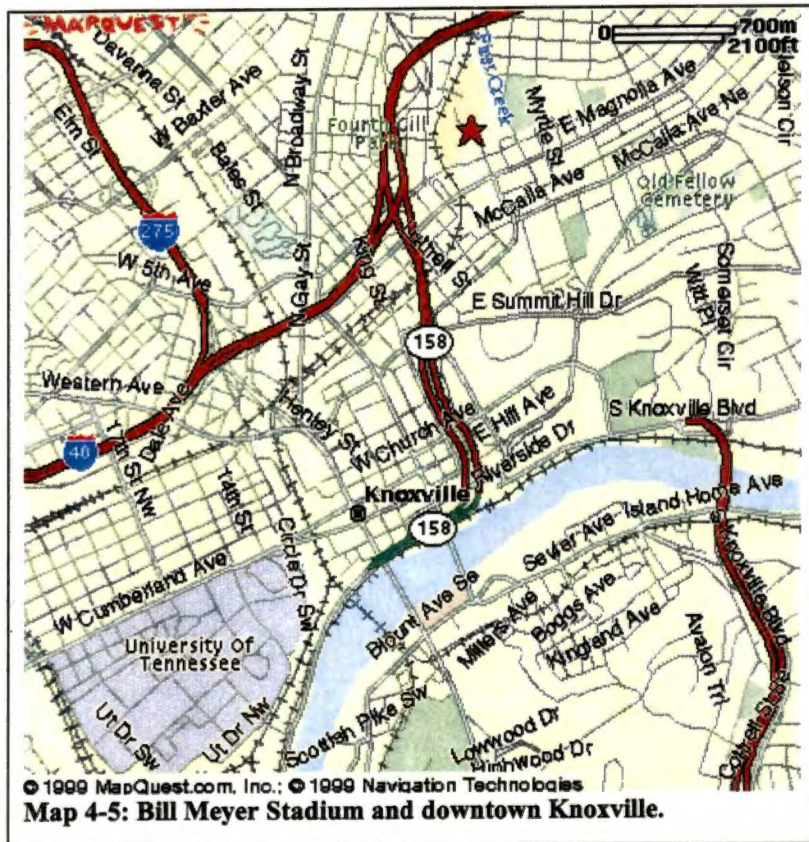 MAPQUEST
0 700m
2100ft
Savanna St
W Baxter Ave
Elm St
Bales St
N Broadway St
Fourth Gill
Park
First Creek
Myrtle St
E Magnolia Ave
Nelson Cir
McCalla Ave Ne
McCalla Ave
Old Fellow
Cemetery
275
W 5th Ave
N Gay St
King St
Luttrell St
E Summit Hill Dr
Witt Pl
Somerset Cir
158
Western Ave
Dale Ave
Henley St
W Church Ave
E Hill Ave
Riverside Dr
S Knoxville Blvd
40
17th St Nw
14th St
Knoxville
158
Circle Dr Sw
W Cumberland Ave
Sevier Ave
Island Home Ave
Blount Ave Se
Millers Ave
Boggs Ave
Kingland Ave
Knoxville Blvd
Avalon Trl
University Of
Tennessee
Ut Dr Sw
Ut Dr Nw
Scottish Pike Sw
Lowwood Dr
Highwood Dr
© 1999 MapQuest.com, Inc.; © 1999 Navigation Technologies
Map 4-5: Bill Meyer Stadium and downtown Knoxville.